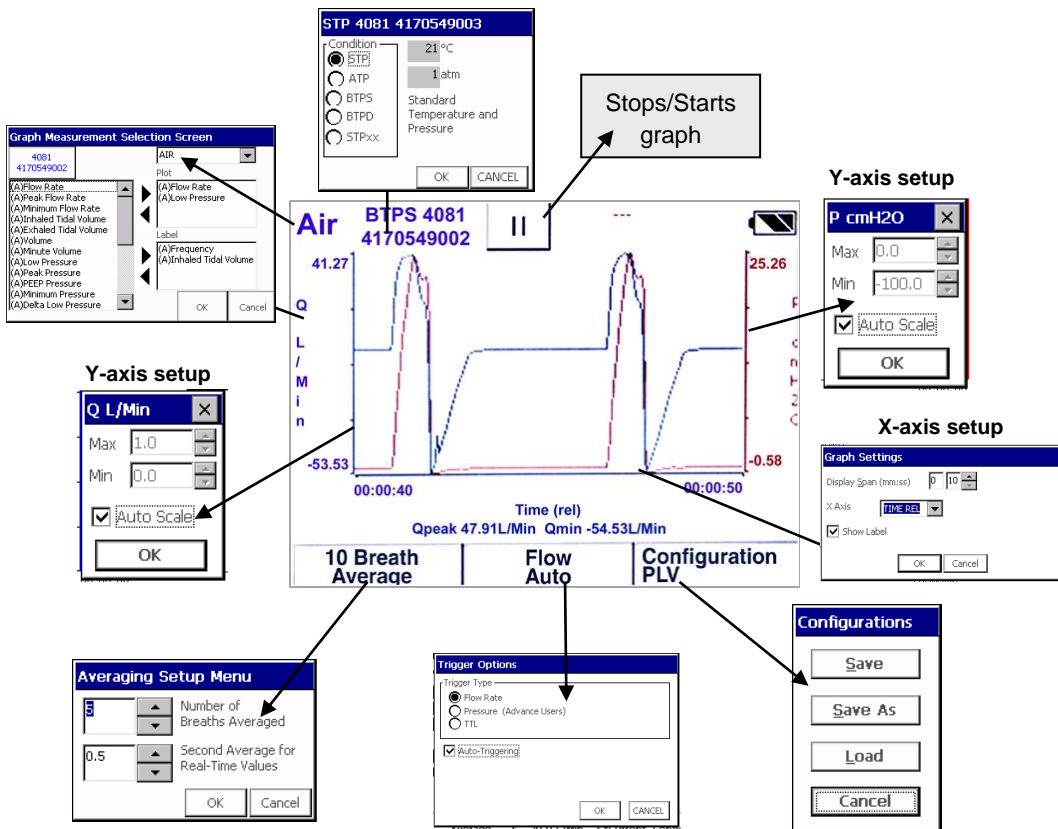 STP 4081 4170549003
Condition
STP
ATP
BTPS
BTPD
STPxx
21 °C
1 atm
Standard
Temperature and
Pressure
OK CANCEL
Stops/Starts
graph
Graph Measurement Selection Screen
4081
4170549002
AIR
Plot
(A)Flow Rate
(A)Peak Flow Rate
(A)Minimum Flow Rate
(A)Inhaled Tidal Volume
(A)Exhaled Tidal Volume
(A)Volume
(A)Minute Volume
(A)Low Pressure
(A)Peak Pressure
(A)PEEP Pressure
(A)Minimum Pressure
(A)Delta Low Pressure
(A)Flow Rate
(A)Low Pressure
Label
(A)Frequency
(A)Inhaled Tidal Volume
OK Cancel
Air
BTPS 4081
4170549002
---
41.27
25.26
Q L/Min
-53.53
-0.58
00:00:40
00:00:50
Time (rel)
Qpeak 47.91L/Min Qmin -54.53L/Min
10 Breath
Average
Flow
Auto
Configuration
PLV
Y-axis setup
P cmH2O
Max 0.0
Min -100.0
Auto Scale
OK
Y-axis setup
Q L/Min
Max 1.0
Min 0.0
Auto Scale
OK
X-axis setup
Graph Settings
Display Span (mm:ss) 0 10
X Axis TIME REL
Show Label
OK Cancel
Averaging Setup Menu
5
Number of
Breaths Averaged
0.5
Second Average for
Real-Time Values
OK Cancel
Trigger Options
Trigger Type
Flow Rate
Pressure (Advance Users)
TTL
Auto-Triggering
OK CANCEL
Configurations
Save
Save As
Load
Cancel